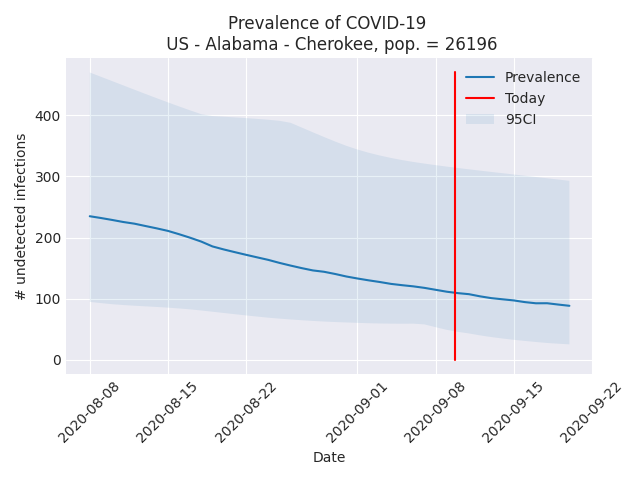 Prevalence of COVID-19
US - Alabama - Cherokee, pop. = 26196
Prevalence
Today
95CI
400
300
200
100
0
# undetected infections
2020-08-08
2020-08-15
2020-08-22
2020-09-01
2020-09-08
2020-09-15
2020-09-22
Date